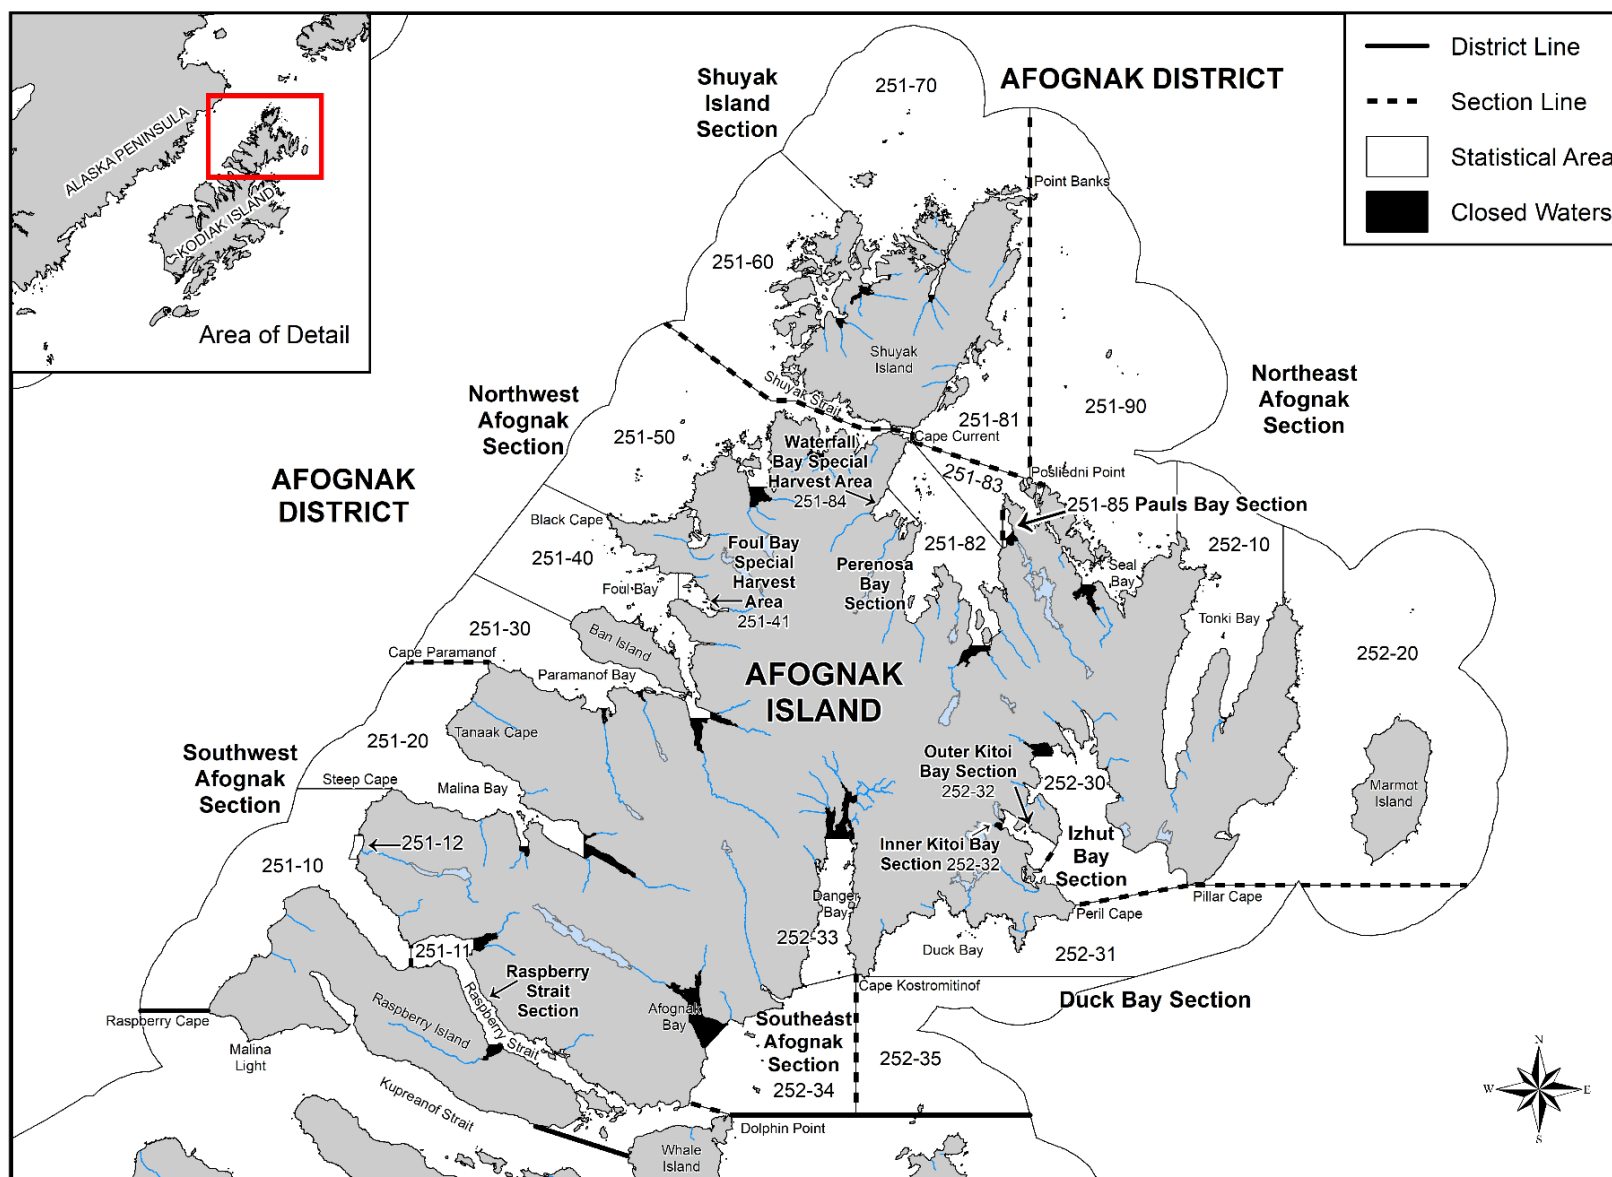 ALASKA PENINSULA
KODIAK ISLAND
Area of Detail
District Line
Section Line
Statistical Area
Closed Waters
AFOGNAK DISTRICT
Shuyak
Island
Section
251-70
Point Banks
251-60
Shuyak
Island
Shuyak Strait
Northwest
Afognak
Section
251-50
251-81
251-90
Northeast
Afognak
Section
Cape Current
Waterfall
Bay Special
Harvest Area
251-84
251-83
Posliedni Point
251-85 Pauls Bay Section
AFOGNAK
DISTRICT
Black Cape
251-40
Foul Bay
Foul Bay
Special
Harvest
Area
251-41
251-82
Perenosa
Bay
Section
Seal
Bay
252-10
Tonki Bay
251-30
Ban Island
Cape Paramanof
Paramanof Bay
AFOGNAK
ISLAND
252-20
Tanaak Cape
251-20
Southwest
Afognak
Section
Steep Cape
Malina Bay
Outer Kitoi
Bay Section
252-32
252-30
Marmot
Island
251-12
251-10
Inner Kitoi Bay
Section 252-32
Izhut
Bay
Section
Danger
Bay
Peril Cape
Pillar Cape
252-33
Duck Bay
252-31
251-11
Raspberry
Strait
Section
Raspberry Strait
Cape Kostromitinof
Duck Bay Section
Raspberry Cape
Raspberry Island
Afognak
Bay
Southeast
Afognak
Section
252-34
252-35
Malina
Light
Kupreanof Strait
Dolphin Point
Whale
Island
N
W
E
S